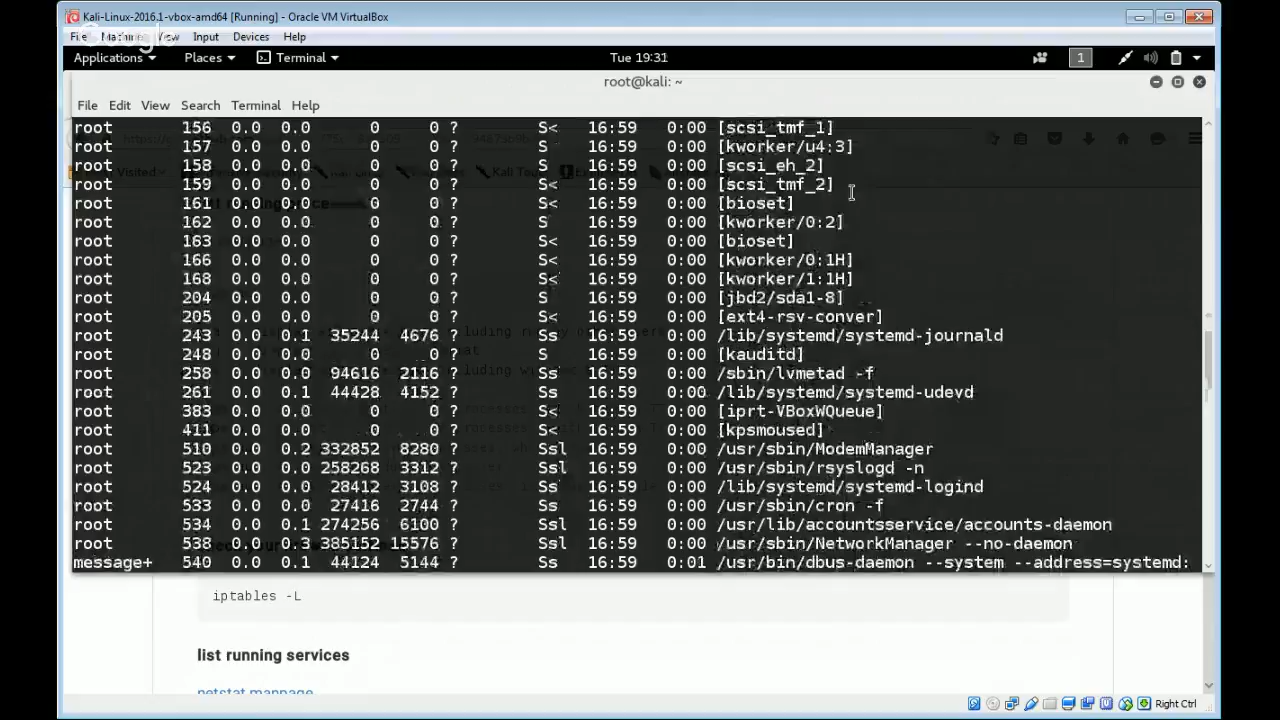 Kali-Linux-2016.1-vbox-amd64 [Running] - Oracle VM VirtualBox
File Machine View Input Devices Help
Google
Applications Places Terminal Tue 19:31 1
root@kali: ~
File Edit View Search Terminal Help
root 156 0.0 0.0 0 0 ? S< 16:59 0:00 [scsi_tmf_1]
root 157 0.0 0.0 0 0 ? S 16:59 0:00 [kworker/u4:3]
root 158 0.0 0.0 0 0 ? S 16:59 0:00 [scsi_eh_2]
root 159 0.0 0.0 0 0 ? S< 16:59 0:00 [scsi_tmf_2]
root 161 0.0 0.0 0 0 ? S< 16:59 0:00 [bioset]
root 162 0.0 0.0 0 0 ? S 16:59 0:00 [kworker/0:2]
root 163 0.0 0.0 0 0 ? S< 16:59 0:00 [bioset]
root 166 0.0 0.0 0 0 ? S< 16:59 0:00 [kworker/0:1H]
root 168 0.0 0.0 0 0 ? S< 16:59 0:00 [kworker/1:1H]
root 204 0.0 0.0 0 0 ? S 16:59 0:00 [jbd2/sda1-8]
root 205 0.0 0.0 0 0 ? S< 16:59 0:00 [ext4-rsv-conver]
root 243 0.0 0.1 35244 4676 ? Ss 16:59 0:00 /lib/systemd/systemd-journald
root 248 0.0 0.0 0 0 ? S 16:59 0:00 [kauditd]
root 258 0.0 0.0 94616 2116 ? Ss 16:59 0:00 /sbin/lvmetad -f
root 261 0.0 0.1 44428 4152 ? Ss 16:59 0:00 /lib/systemd/systemd-udevd
root 383 0.0 0.0 0 0 ? S< 16:59 0:00 [iprt-VBoxWQueue]
root 411 0.0 0.0 0 0 ? S< 16:59 0:00 [kpsmoused]
root 510 0.0 0.2 332852 8280 ? Ssl 16:59 0:00 /usr/sbin/ModemManager
root 523 0.0 0.0 258268 3312 ? Ssl 16:59 0:00 /usr/sbin/rsyslogd -n
root 524 0.0 0.0 28412 3108 ? Ss 16:59 0:00 /lib/systemd/systemd-logind
root 533 0.0 0.0 27416 2744 ? Ss 16:59 0:00 /usr/sbin/cron -f
root 534 0.0 0.1 274256 6100 ? Ssl 16:59 0:00 /usr/lib/accountsservice/accounts-daemon
root 538 0.0 0.3 385152 15576 ? Ssl 16:59 0:00 /usr/sbin/NetworkManager --no-daemon
message+ 540 0.0 0.1 44124 5144 ? Ss 16:59 0:01 /usr/bin/dbus-daemon --system --address=systemd:
iptables -L
list running services
netstat manpage
Right Ctrl